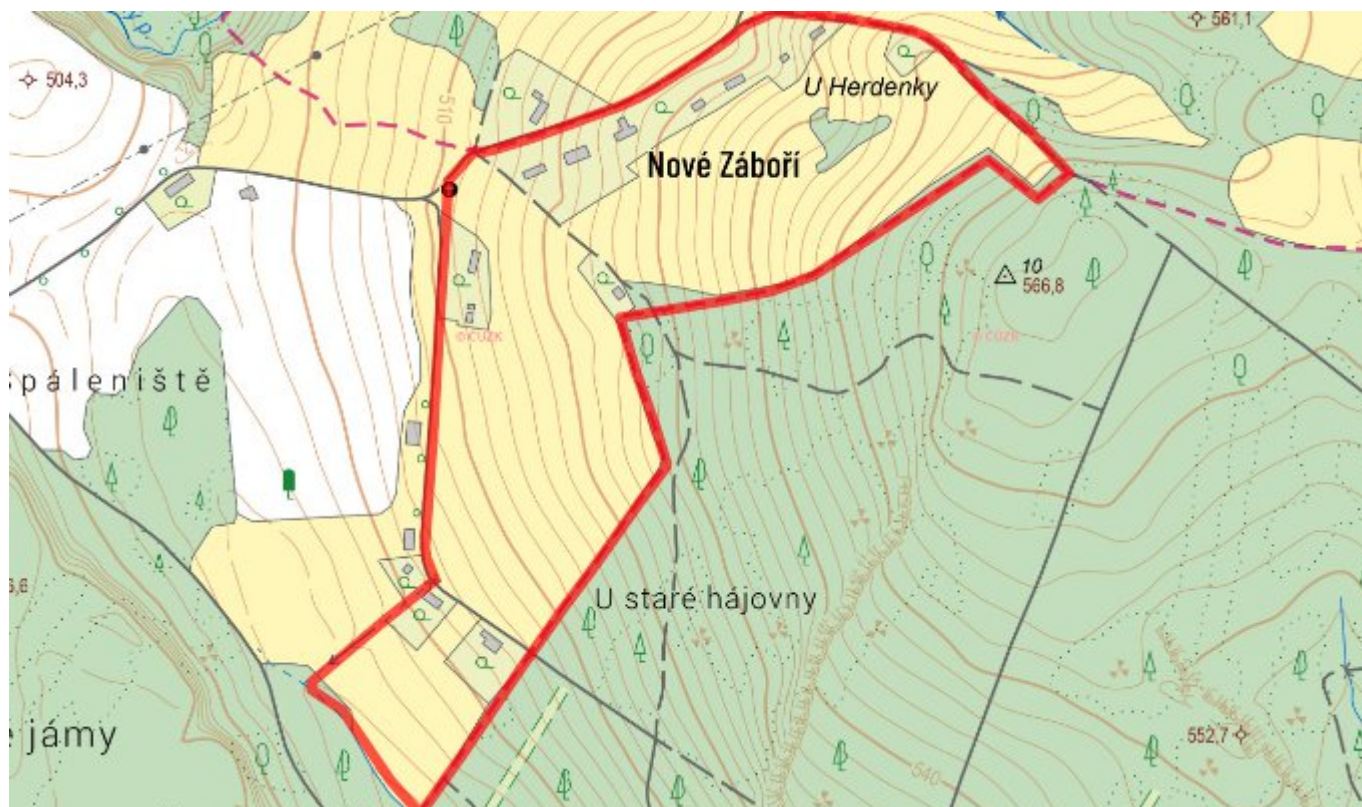 561,1
504,3
510
U Herdenky
Nové Záboří
10
566,8
© ČÚZK
© ČÚZK
páleniště
U staré hájovny
jámy
552,7
540